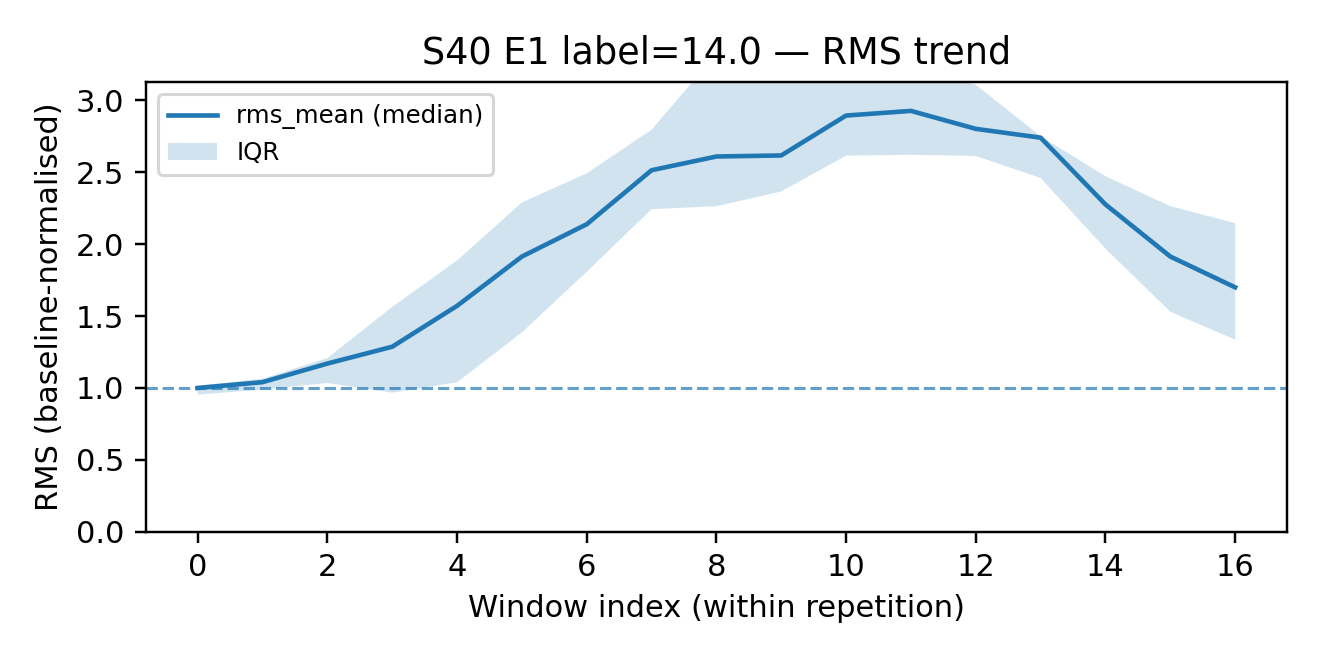 S40 E1 label=14.0 — RMS trend
rms_mean (median)
IQR
RMS (baseline-normalised)
3.0
2.5
2.0
1.5
1.0
0.5
0.0
0 2 4 6 8 10 12 14 16
Window index (within repetition)